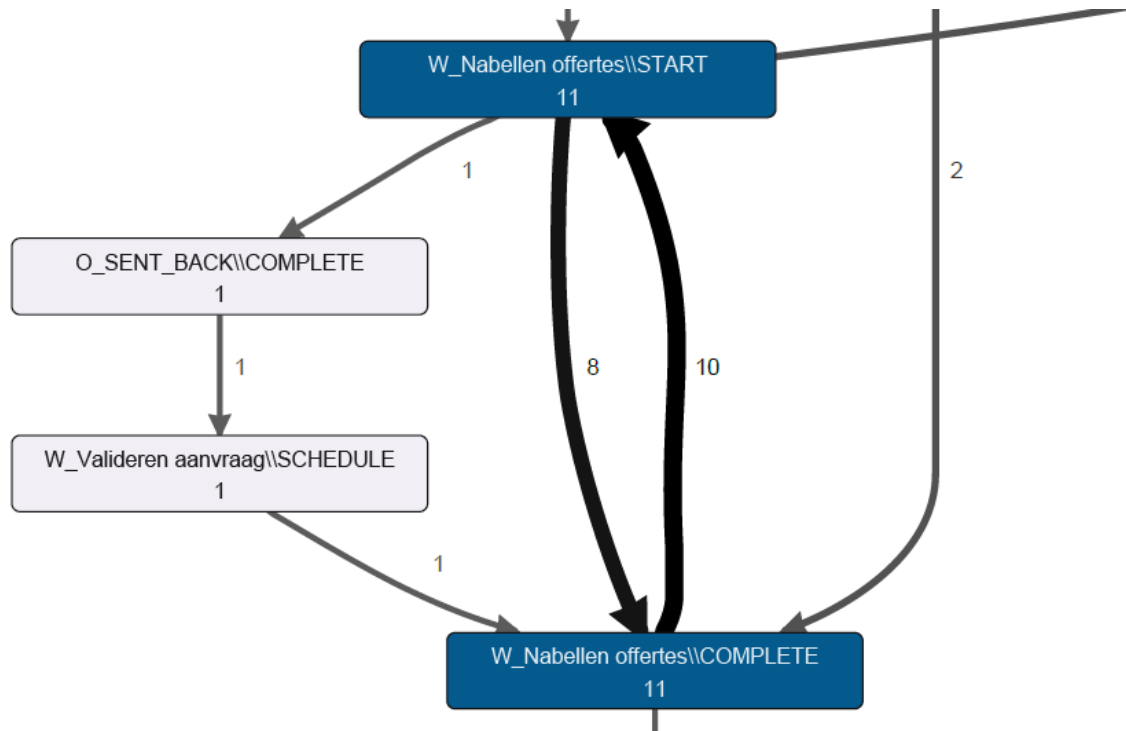 W_Nabellen offertes\\START
11
1
2
O_SENT_BACK\\COMPLETE
1
1
8
10
W_Valideren aanvraag\\SCHEDULE
1
1
W_Nabellen offertes\\COMPLETE
11